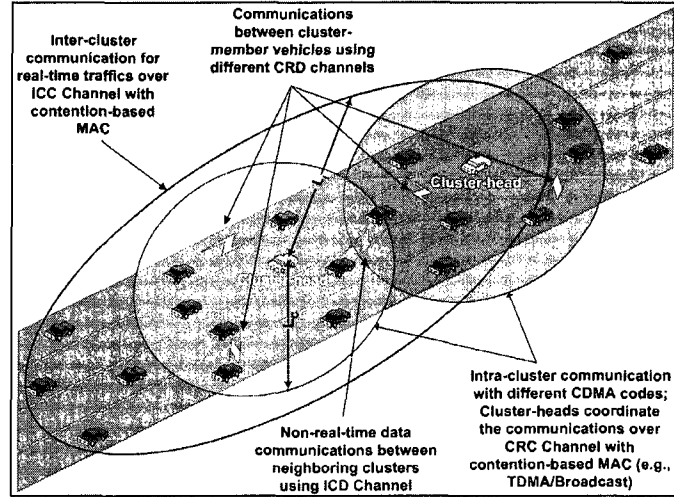 Inter-cluster
communication for
real-time traffics over
ICC Channel with
contention-based
MAC
Communications
between cluster-
member vehicles using
different CRD channels
Cluster-head
Non-real-time data
communications between
neighboring clusters
using ICD Channel
Intra-cluster communication
with different CDMA codes;
Cluster-heads coordinate
the communications over
CRC Channel with
contention-based MAC (e.g.,
TDMA/Broadcast)